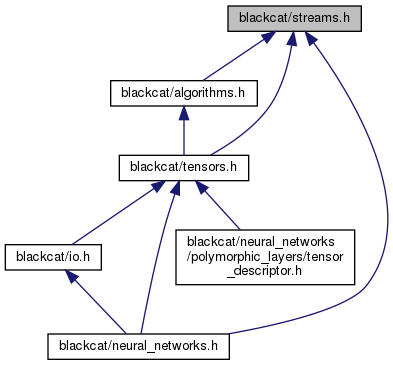 blackcat/streams.h
blackcat/algorithms.h
blackcat/tensors.h
blackcat/neural_networks
/polymorphic_layers/tensor
_descriptor.h
blackcat/io.h
blackcat/neural_networks.h